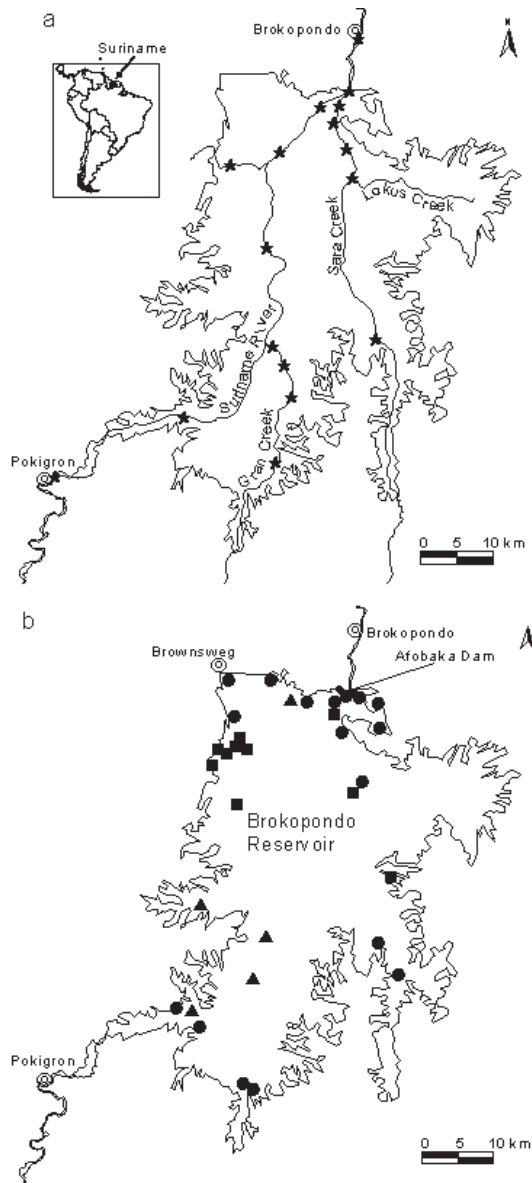 a
Brokopondo
Suriname
Lokus Creek
Sara Creek
Suriname River
Gran Creek
Pokigron
0 5 10 km
b
Brokopondo
Brownsweg
Afobaka Dam
Brokopondo
Reservoir
Pokigron
0 5 10 km